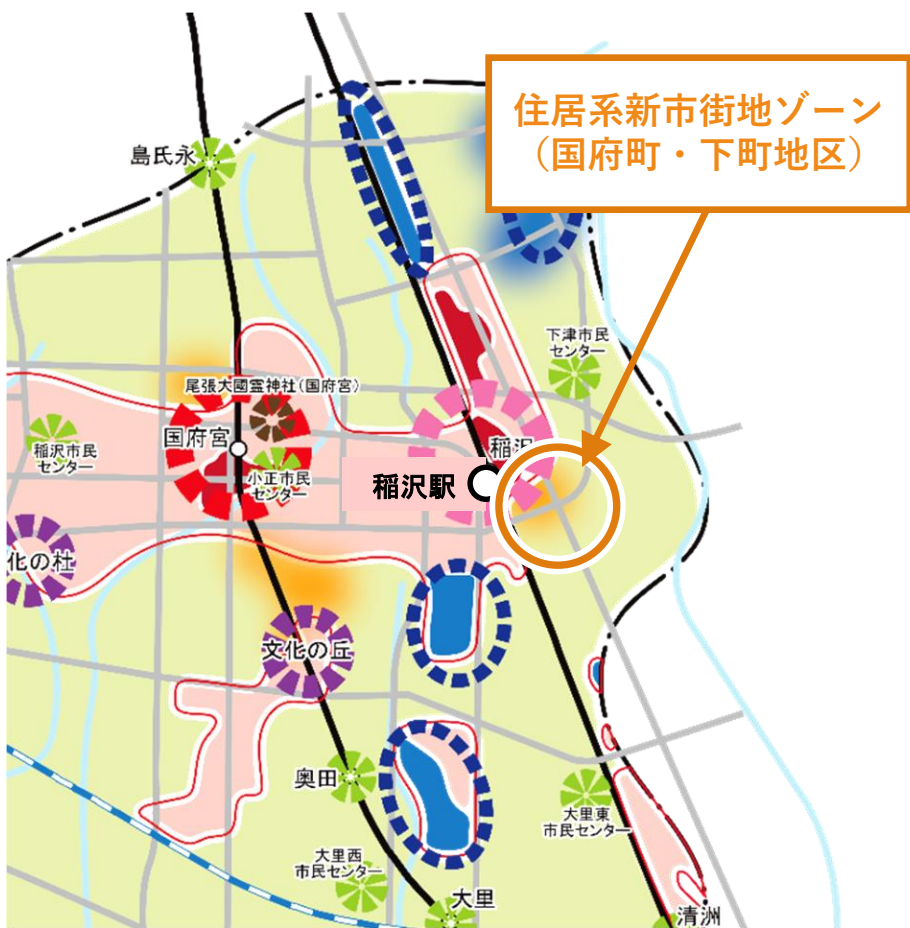 住居系新市街地ゾーン
（国府町・下町地区）
島氏永
下津市民
センター
尾張大國霊神社（国府宮）
国府宮
稲沢市民
センター
小正市民
センター
稲沢
稲沢駅
化の杜
文化の丘
奥田
大里東
市民センター
大里西
市民センター
大里
清洲